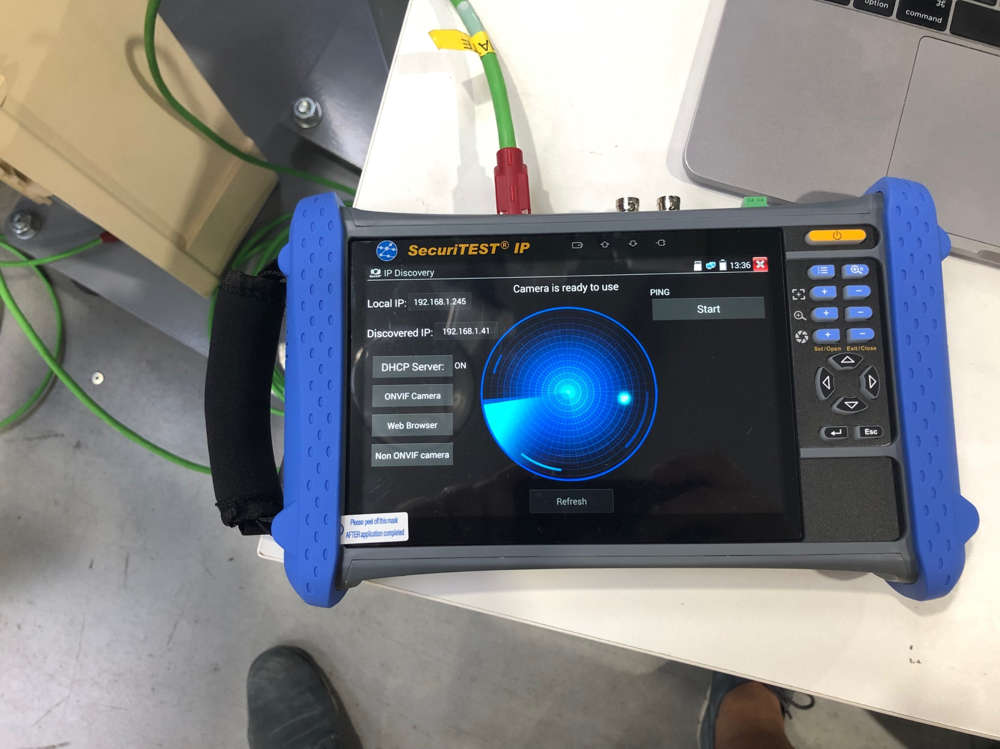 option
⌘
command
SecuriTEST® IP
IP Discovery
13:36
Camera is ready to use
PING
Start
Local IP: 192.168.1.245
Discovered IP: 192.168.1.41
DHCP Server: ON
ONVIF Camera
Web Browser
Non ONVIF camera
IP
Refresh
Please peel off this mask
AFTER application completed
D
+ −
+ −
+ −
Set/Open Exit/Close
Esc